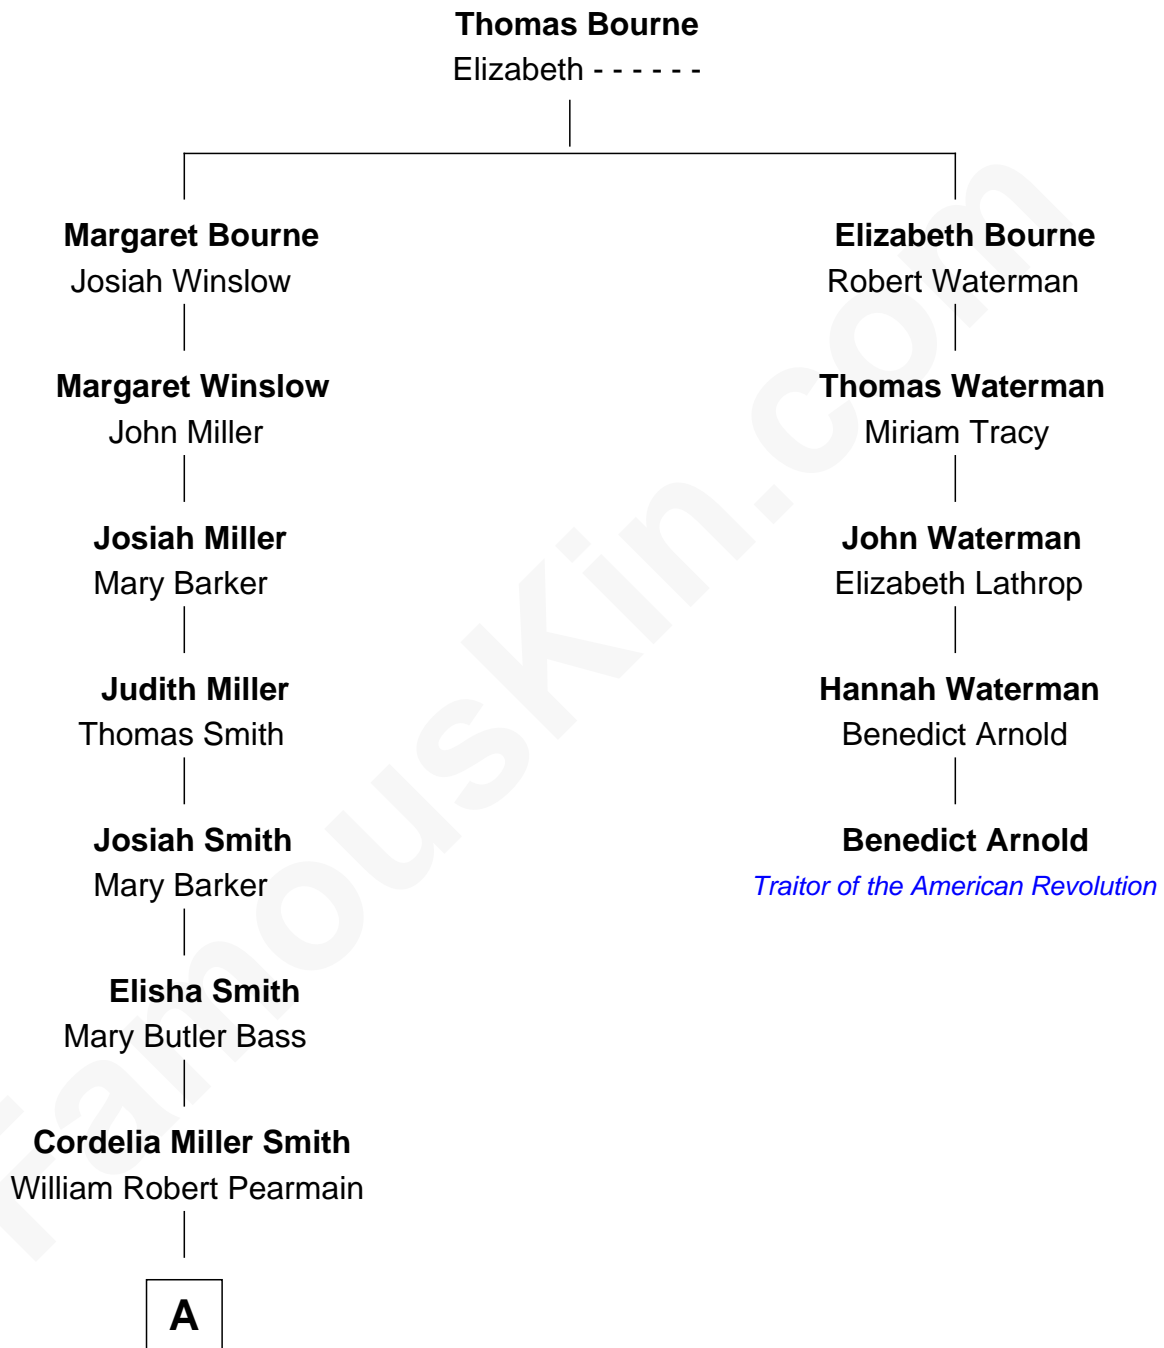 Thomas Bourne
Elizabeth - - - - - -
Margaret Bourne
Josiah Winslow
Elizabeth Bourne
Robert Waterman
Margaret Winslow
John Miller
Thomas Waterman
Miriam Tracy
Josiah Miller
Mary Barker
John Waterman
Elizabeth Lathrop
Judith Miller
Thomas Smith
Hannah Waterman
Benedict Arnold
Josiah Smith
Mary Barker
Benedict Arnold
Traitor of the American Revolution
Elisha Smith
Mary Butler Bass
Cordelia Miller Smith
William Robert Pearmain
A
FamousKin.com